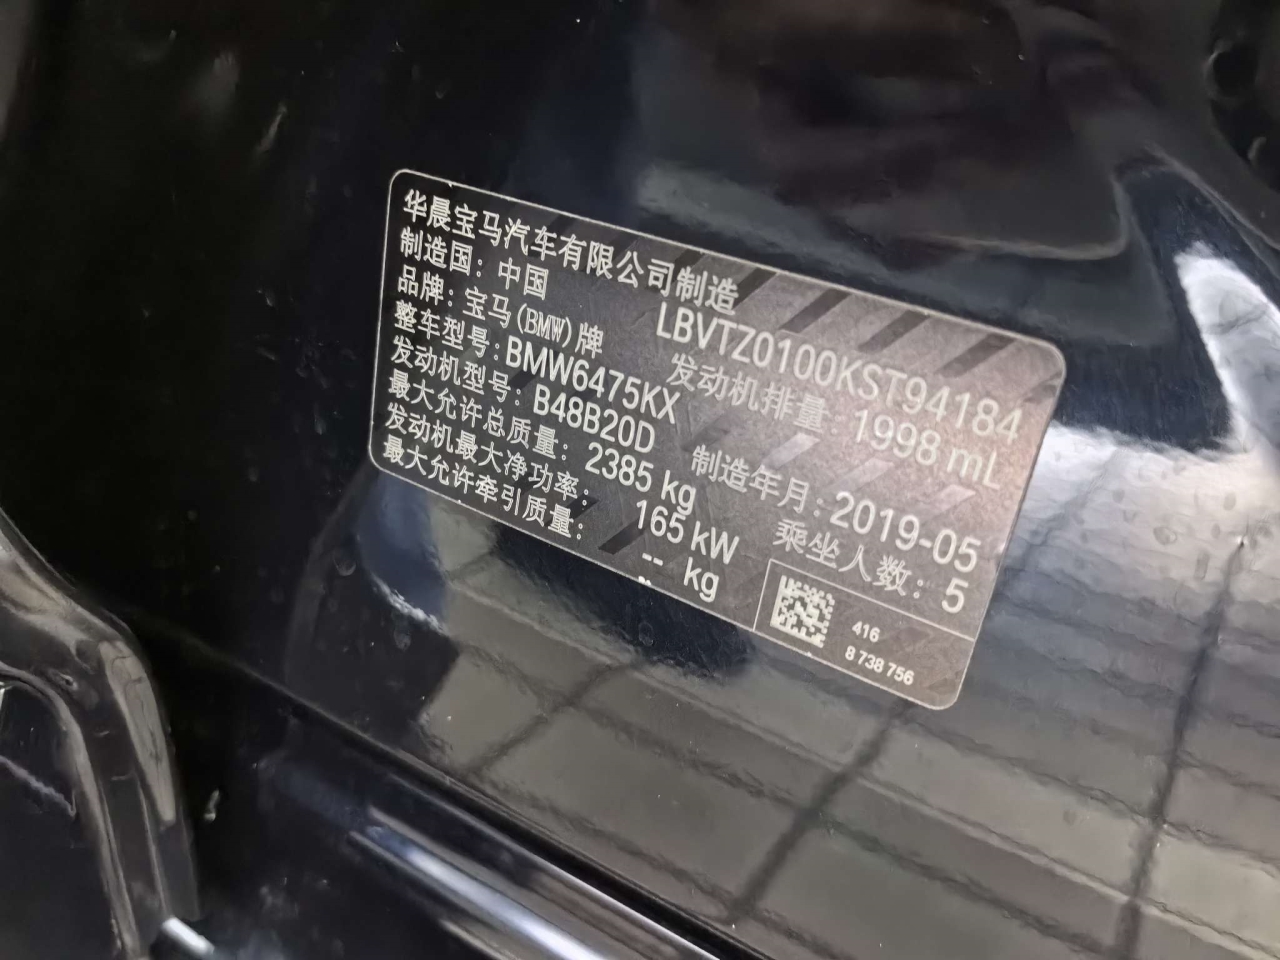 华晨宝马汽车有限公司制造
制造国：中国 LBVTZ0100KST94184
品牌：宝马(BMW)牌 发动机排量：1998 mL
整车型号：BMW6475KX
发动机型号：B48B20D 制造年月：2019-05
最大允许总质量：2385 kg 乘坐人数：5
发动机最大净功率：165 kW
最大允许牵引质量：-- kg
416
8 738 756